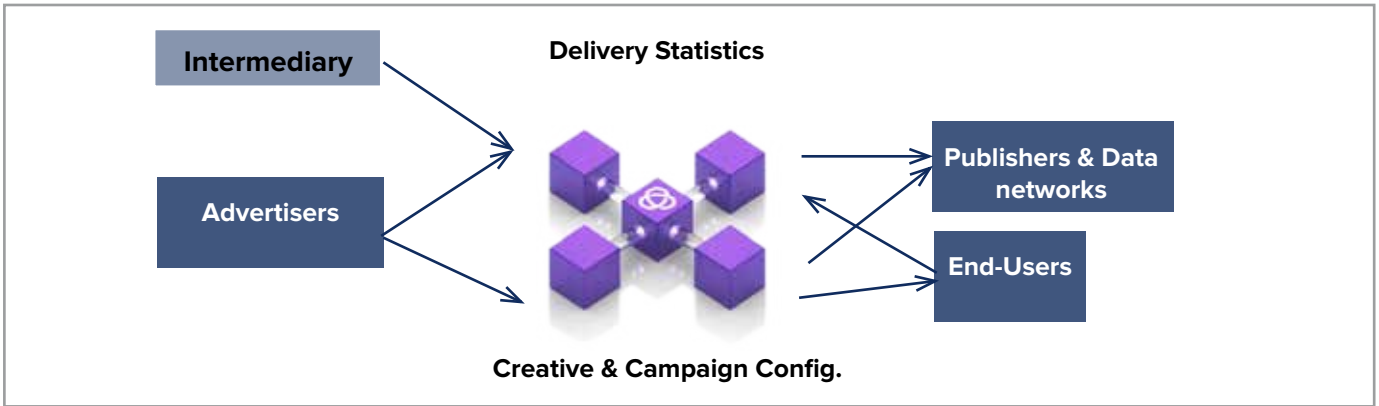 Intermediary
Delivery Statistics
Advertisers
Publishers & Data
networks
End-Users
Creative & Campaign Config.